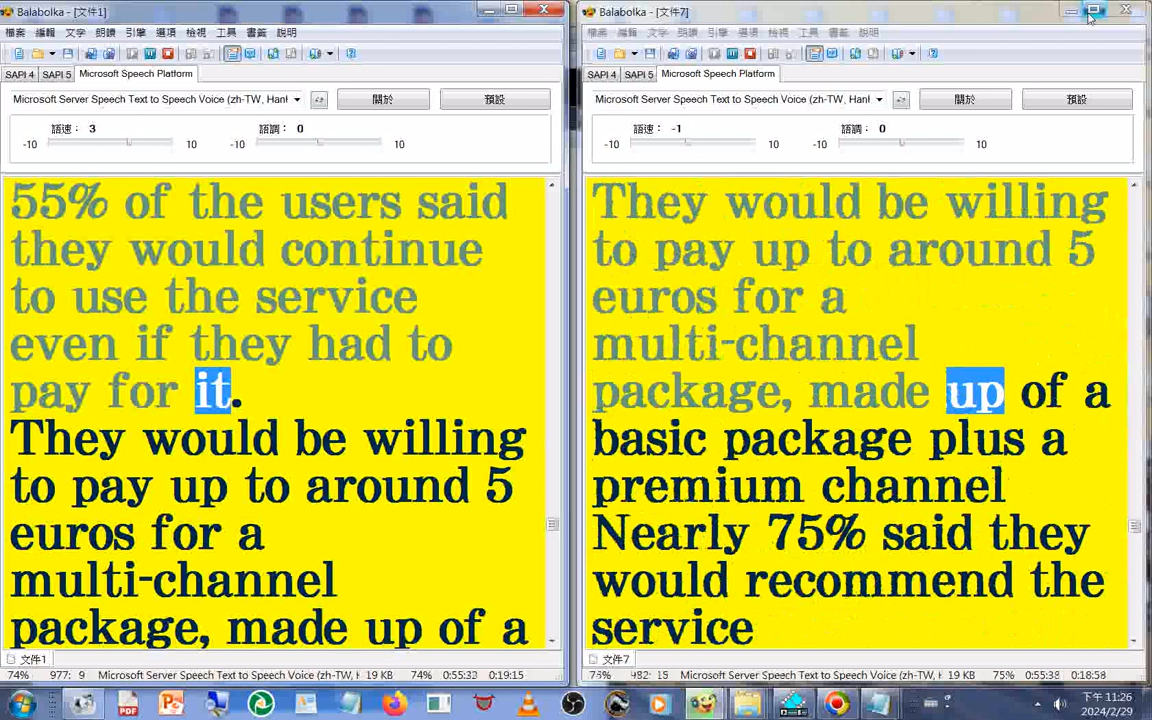 Balabolka - [文件1]
檔案 編輯 文字 朗讀 引擎 選項 檢視 工具 書籤 說明
SAPI 4 SAPI 5 Microsoft Speech Platform
Microsoft Server Speech Text to Speech Voice (zh-TW, Hanl
關於
預設
語速： 3
語調： 0
-10 10 -10 10
55% of the users said
they would continue
to use the service
even if they had to
pay for it.
They would be willing
to pay up to around 5
euros for a
multi-channel
package, made up of a
文件1
74% 977: 9 Microsoft Server Speech Text to Speech Voice (zh-TW, H 19 KB 74% 0:55:33 0:19:15
Balabolka - [文件7]
檔案 編輯 文字 朗讀 引擎 選項 檢視 工具 書籤 說明
SAPI 4 SAPI 5 Microsoft Speech Platform
Microsoft Server Speech Text to Speech Voice (zh-TW, Hanl
關於
預設
語速： -1
語調： 0
-10 10 -10 10
They would be willing
to pay up to around 5
euros for a
multi-channel
package, made up of a
basic package plus a
premium channel
Nearly 75% said they
would recommend the
service
文件7
982: 15 Microsoft Server Speech Text to Speech Voice (zh-TW, H 19 KB 75% 0:55:38 0:18:58
下午 11:26
2024/2/29